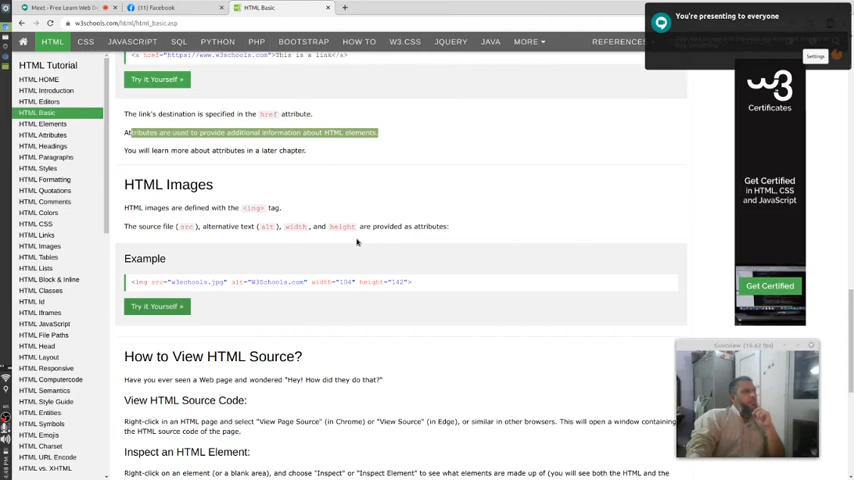 Meet - Free Learn Web D
(1) Facebook
HTML Basic
w3schools.com/html/html_basic.asp
You're presenting to everyone
Settings
HTML CSS JAVASCRIPT SQL PYTHON PHP BOOTSTRAP HOW TO W3.CSS JQUERY JAVA MORE REFERENCES
HTML Tutorial
HTML HOME
HTML Introduction
HTML Editors
HTML Basic
HTML Elements
HTML Attributes
HTML Headings
HTML Paragraphs
HTML Styles
HTML Formatting
HTML Quotations
HTML Comments
HTML Colors
HTML CSS
HTML Links
HTML Images
HTML Tables
HTML Lists
HTML Block & Inline
HTML Classes
HTML Id
HTML Iframes
HTML JavaScript
HTML File Paths
HTML Head
HTML Layout
HTML Responsive
HTML Computercode
HTML Semantics
HTML Style Guide
HTML Entities
HTML Symbols
HTML Emojis
HTML Charset
HTML URL Encode
HTML vs. XHTML
<a href="https://www.w3schools.com">This is a link</a>
Try it Yourself »
The link's destination is specified in the href attribute.
Attributes are used to provide additional information about HTML elements.
You will learn more about attributes in a later chapter.
HTML Images
HTML images are defined with the <img> tag.
The source file (src), alternative text (alt), width, and height are provided as attributes:
Example
<img src="w3schools.jpg" alt="W3Schools.com" width="104" height="142">
Try it Yourself »
How to View HTML Source?
Have you ever seen a Web page and wondered "Hey! How did they do that?"
View HTML Source Code:
Right-click in an HTML page and select "View Page Source" (in Chrome) or "View Source" (in Edge), or similar in other browsers. This will open a window containing
the HTML source code of the page.
Inspect an HTML Element:
Right-click on an element (or a blank area), and choose "Inspect" or "Inspect Element" to see what elements are made up of (you will see both the HTML and the
w3
Certificates
Get Certified
in HTML, CSS
and JavaScript
Get Certified